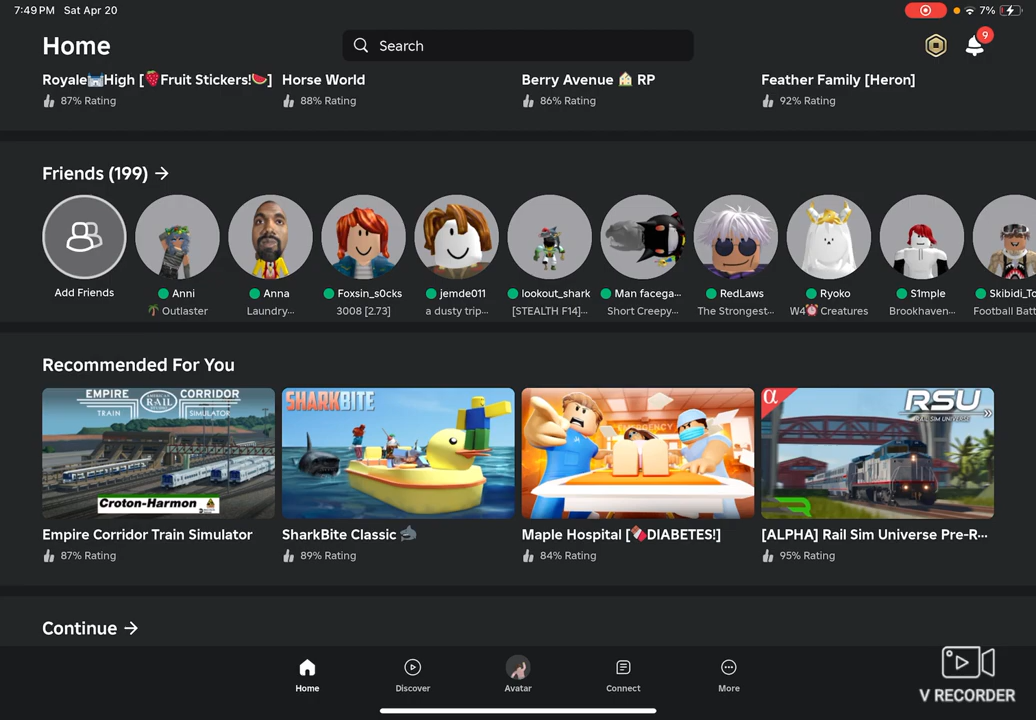 7:49 PM Sat Apr 20
7%
Home
Search
9
Royale🏰High [🍓Fruit Stickers!🍉]
Horse World
Berry Avenue 🏠 RP
Feather Family [Heron]
87% Rating
88% Rating
86% Rating
92% Rating
Friends (199) →
Add Friends
Anni
Anna
Foxsin_s0cks
jemde011
lookout_shark
Man facega...
RedLaws
Ryoko
S1mple
Skibidi_To
🌴 Outlaster
Laundry...
3008 [2.73]
a dusty trip...
[STEALTH F14]...
Short Creepy...
The Strongest...
W4⏰ Creatures
Brookhaven...
Football Batt
Recommended For You
EMPIRE CORRIDOR
AMERICAN RAIL
TRAIN SIMULATOR
Croton-Harmon
SHARKBITE
EMERGENCY
α
RSU
RAIL SIM UNIVERSE
Empire Corridor Train Simulator
SharkBite Classic 🦈
Maple Hospital [🍫DIABETES!]
[ALPHA] Rail Sim Universe Pre-R...
87% Rating
89% Rating
84% Rating
95% Rating
Continue →
Home
Discover
Avatar
Connect
More
V RECORDER